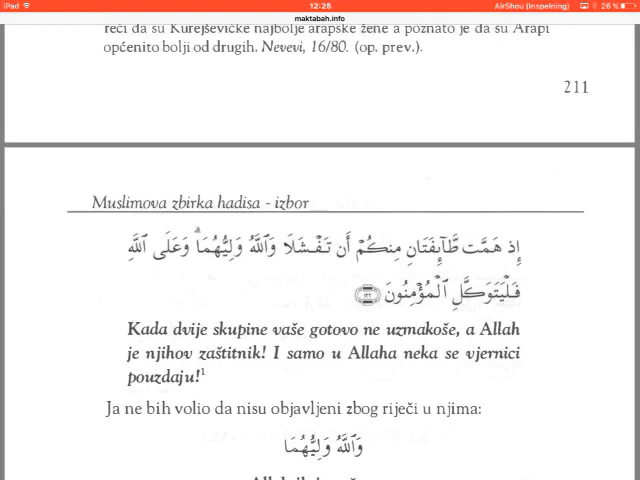 iPad 12:25 AirShou (Inspelning) 26 %
maktabah.info
reći da su Kurejševičke najbolje arapske žene a poznato je da su Arapi
općenito bolji od drugih. Nevevi, 16/80. (op. prev.).
211
Muslimova zbirka hadisa - izbor
إِذ هَمَّت طَّآئِفَتَانِ مِنكُمْ أَن تَفْشَلَا وَٱللَّهُ وَلِيُّهُمَا ۗ وَعَلَى ٱللَّهِ
فَلْيَتَوَكَّلِ ٱلْمُؤْمِنُونَ ١٢٢
Kada dvije skupine vaše gotovo ne uzmakoše, a Allah
je njihov zaštitnik! I samo u Allaha neka se vjernici
pouzdaju!1
Ja ne bih volio da nisu objavljeni zbog riječi u njima:
وَٱللَّهُ وَلِيُّهُمَا